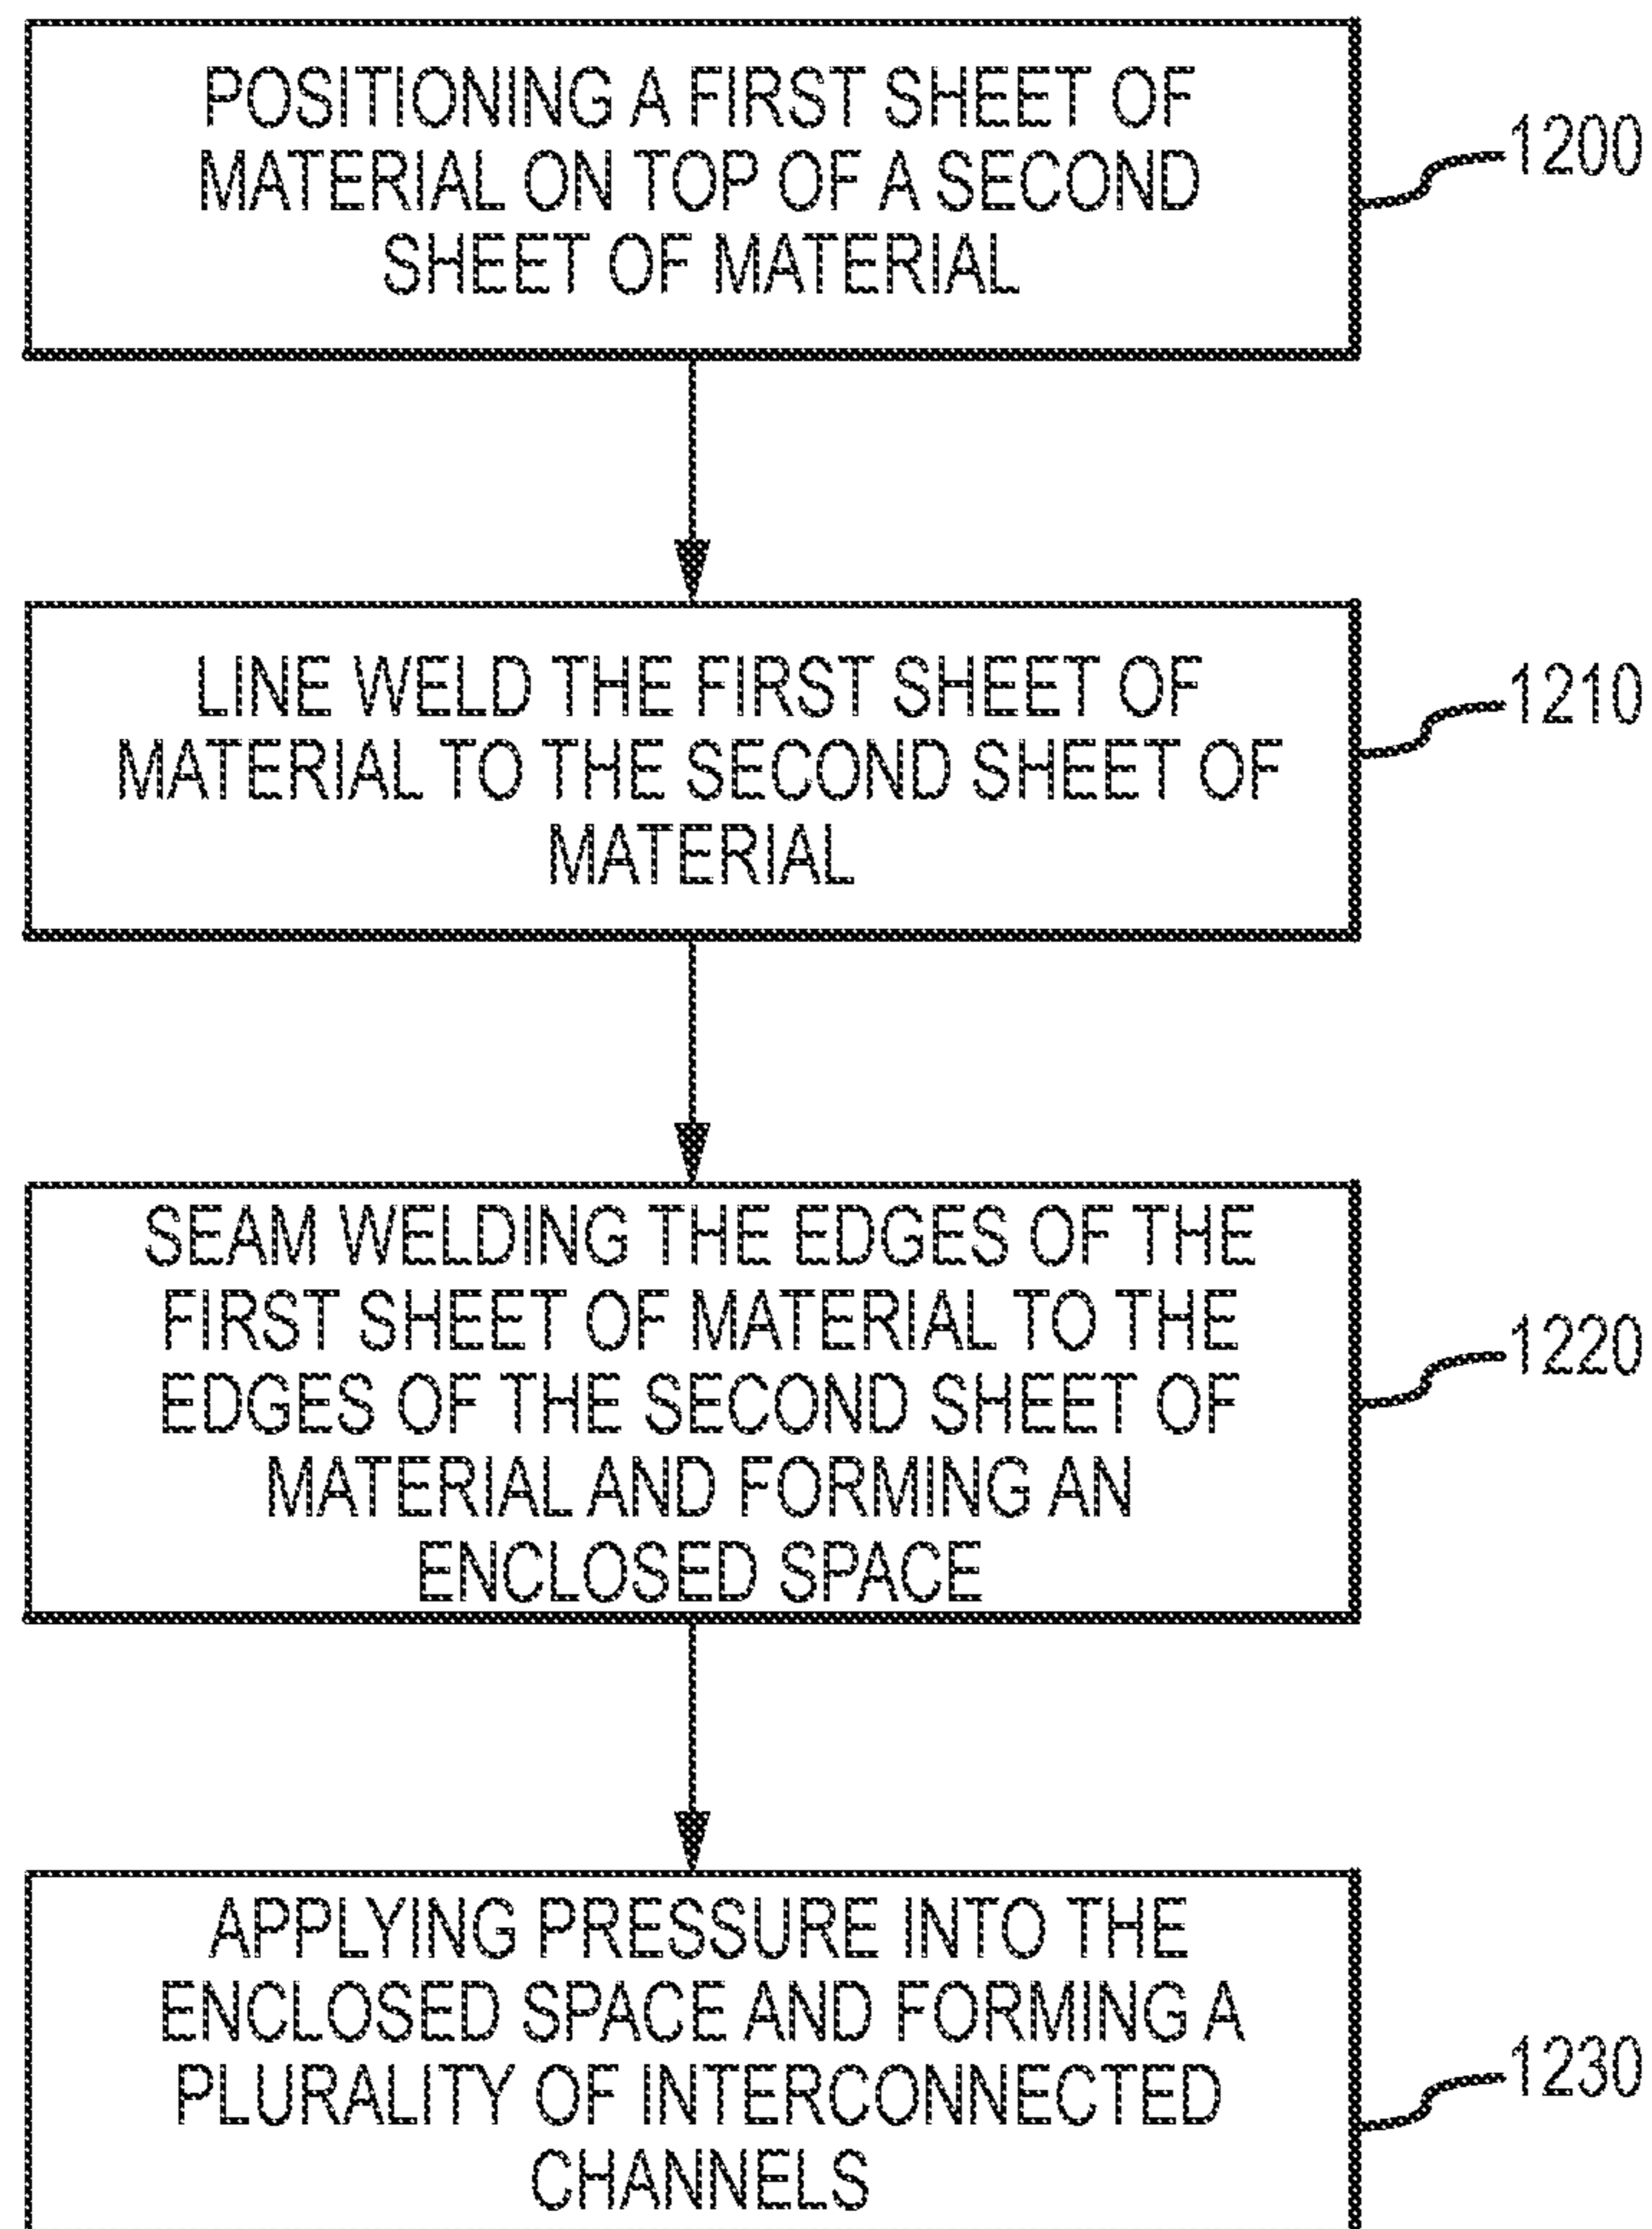 POSITIONING A FIRST SHEET OF
MATERIAL ON TOP OF A SECOND
SHEET OF MATERIAL
1200
LINE WELD THE FIRST SHEET OF
MATERIAL TO THE SECOND SHEET OF
MATERIAL
1210
SEAM WELDING THE EDGES OF THE
FIRST SHEET OF MATERIAL TO THE
EDGES OF THE SECOND SHEET OF
MATERIAL AND FORMING AN
ENCLOSED SPACE
1220
APPLYING PRESSURE INTO THE
ENCLOSED SPACE AND FORMING A
PLURALITY OF INTERCONNECTED
CHANNELS
1230